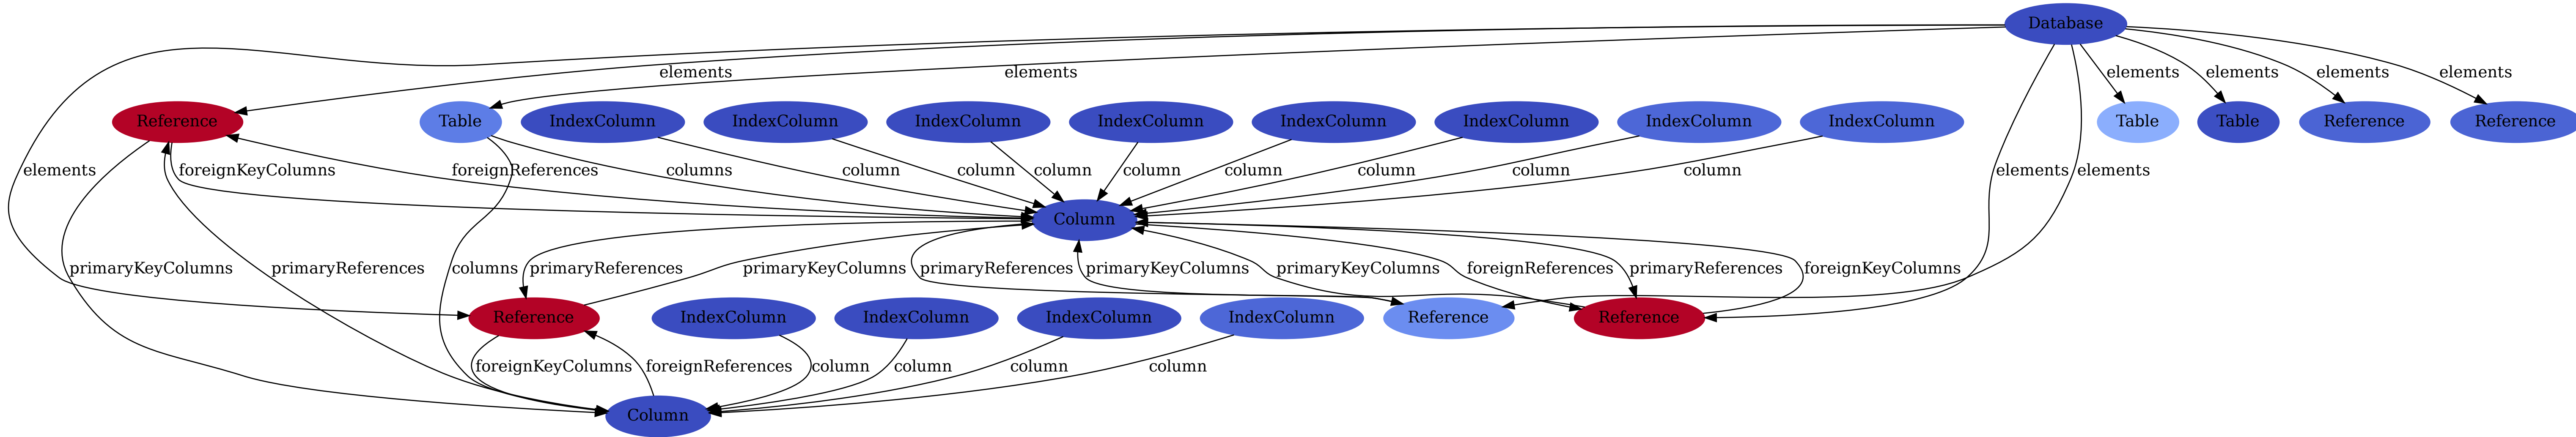 Database
elements
elements
elements
elements
elements
elements
Reference
Table
IndexColumn
IndexColumn
IndexColumn
IndexColumn
IndexColumn
IndexColumn
IndexColumn
IndexColumn
Table
Table
Reference
Reference
elements
foreignKeyColumns
foreignReferences
columns
column
column
column
column
column
column
column
column
elements
elements
Column
primaryKeyColumns
primaryReferences
columns
primaryReferences
primaryKeyColumns
primaryReferences
primaryKeyColumns
primaryKeyColumns
foreignReferences
primaryReferences
foreignKeyColumns
Reference
IndexColumn
IndexColumn
IndexColumn
IndexColumn
Reference
Reference
foreignKeyColumns
foreignReferences
column
column
column
column
Column